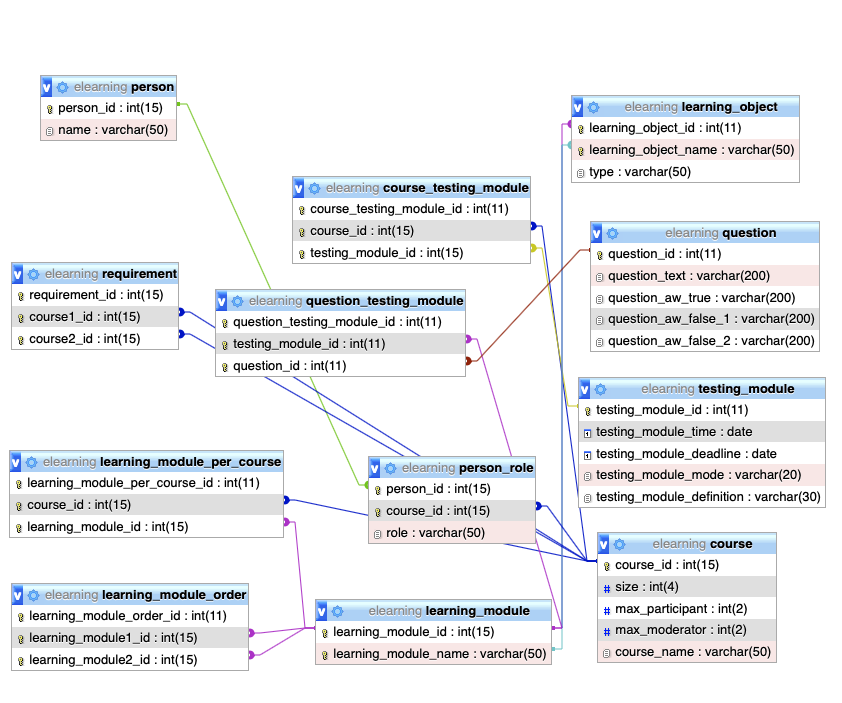 elearning person
person_id : int(15)
name : varchar(50)
elearning learning_object
learning_object_id : int(11)
learning_object_name : varchar(50)
type : varchar(50)
elearning course_testing_module
course_testing_module_id : int(11)
course_id : int(15)
testing_module_id : int(15)
elearning question
question_id : int(11)
question_text : varchar(200)
question_aw_true : varchar(200)
question_aw_false_1 : varchar(200)
question_aw_false_2 : varchar(200)
elearning requirement
requirement_id : int(15)
course1_id : int(15)
course2_id : int(15)
elearning question_testing_module
question_testing_module_id : int(11)
testing_module_id : int(11)
question_id : int(11)
elearning testing_module
testing_module_id : int(11)
testing_module_time : date
testing_module_deadline : date
testing_module_mode : varchar(20)
testing_module_definition : varchar(30)
elearning learning_module_per_course
learning_module_per_course_id : int(11)
course_id : int(15)
learning_module_id : int(15)
elearning person_role
person_id : int(15)
course_id : int(15)
role : varchar(50)
elearning course
course_id : int(15)
size : int(4)
max_participant : int(2)
max_moderator : int(2)
course_name : varchar(50)
elearning learning_module_order
learning_module_order_id : int(11)
learning_module1_id : int(15)
learning_module2_id : int(15)
elearning learning_module
learning_module_id : int(15)
learning_module_name : varchar(50)